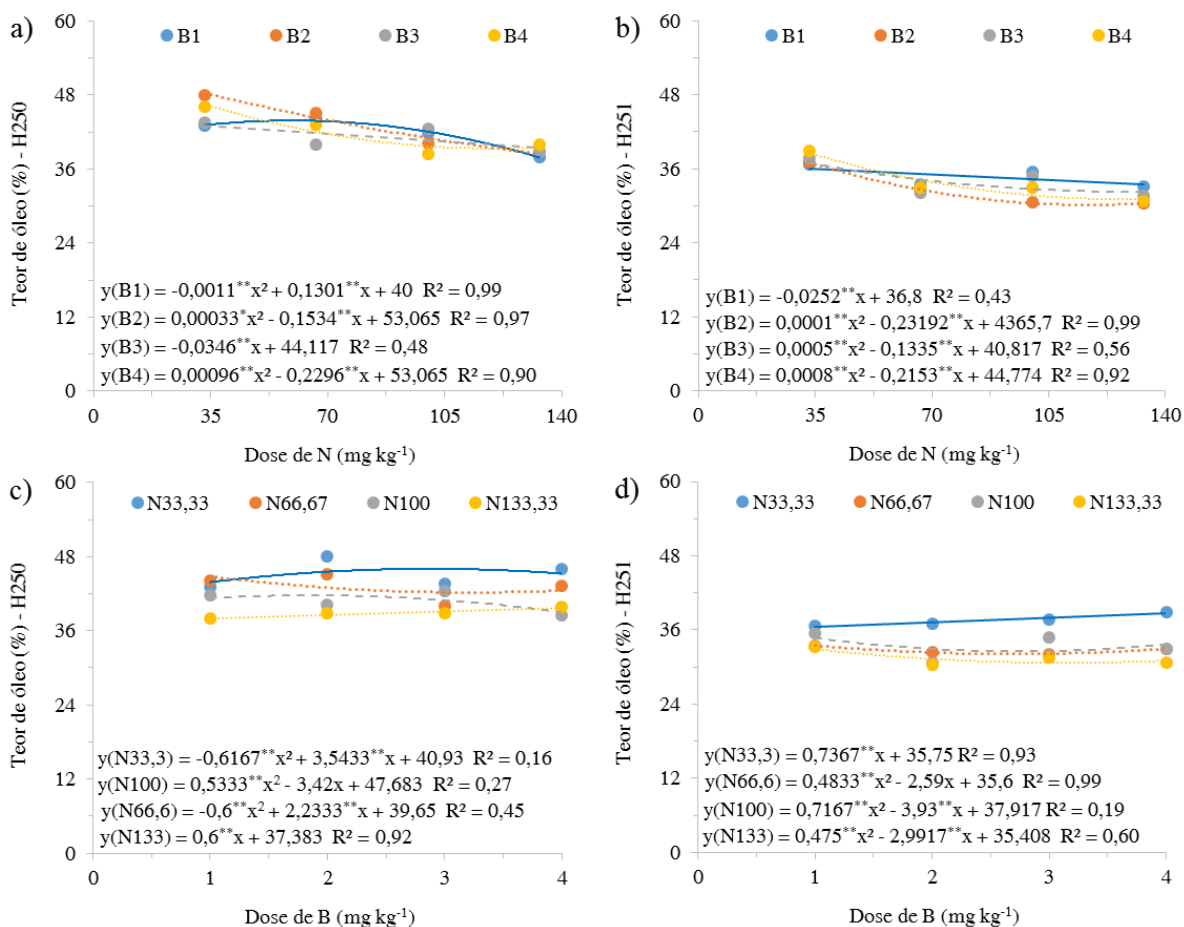 a)
B1 B2 B3 B4
Teor de óleo (%) - H250
60
48
36
24
12
0
y(B1) = -0,0011**x² + 0,1301**x + 40 R² = 0,99
y(B2) = 0,00033*x² - 0,1534**x + 53,065 R² = 0,97
y(B3) = -0,0346**x + 44,117 R² = 0,48
y(B4) = 0,00096**x² - 0,2296**x + 53,065 R² = 0,90
0 35 70 105 140
Dose de N (mg kg⁻¹)
b)
B1 B2 B3 B4
Teor de óleo (%) - H251
60
48
36
24
12
0
y(B1) = -0,0252**x + 36,8 R² = 0,43
y(B2) = 0,0001**x² - 0,23192**x + 4365,7 R² = 0,99
y(B3) = 0,0005**x² - 0,1335**x + 40,817 R² = 0,56
y(B4) = 0,0008**x² - 0,2153**x + 44,774 R² = 0,92
0 35 70 105 140
Dose de N (mg kg⁻¹)
c)
N33,33 N66,67 N100 N133,33
Teor de óleo (%) - H250
60
48
36
24
12
0
y(N33,3) = -0,6167**x² + 3,5433**x + 40,93 R² = 0,16
y(N100) = 0,5333**x² - 3,42x + 47,683 R² = 0,27
y(N66,6) = -0,6**x² + 2,2333**x + 39,65 R² = 0,45
y(N133) = 0,6**x + 37,383 R² = 0,92
0 1 2 3 4
Dose de B (mg kg⁻¹)
d)
N33,33 N66,67 N100 N133,33
Teor de óleo (%) - H251
60
48
36
24
12
0
y(N33,3) = 0,7367**x + 35,75 R² = 0,93
y(N66,6) = 0,4833**x² - 2,59x + 35,6 R² = 0,99
y(N100) = 0,7167**x² - 3,93**x + 37,917 R² = 0,19
y(N133) = 0,475**x² - 2,9917**x + 35,408 R² = 0,60
0 1 2 3 4
Dose de B (mg kg⁻¹)